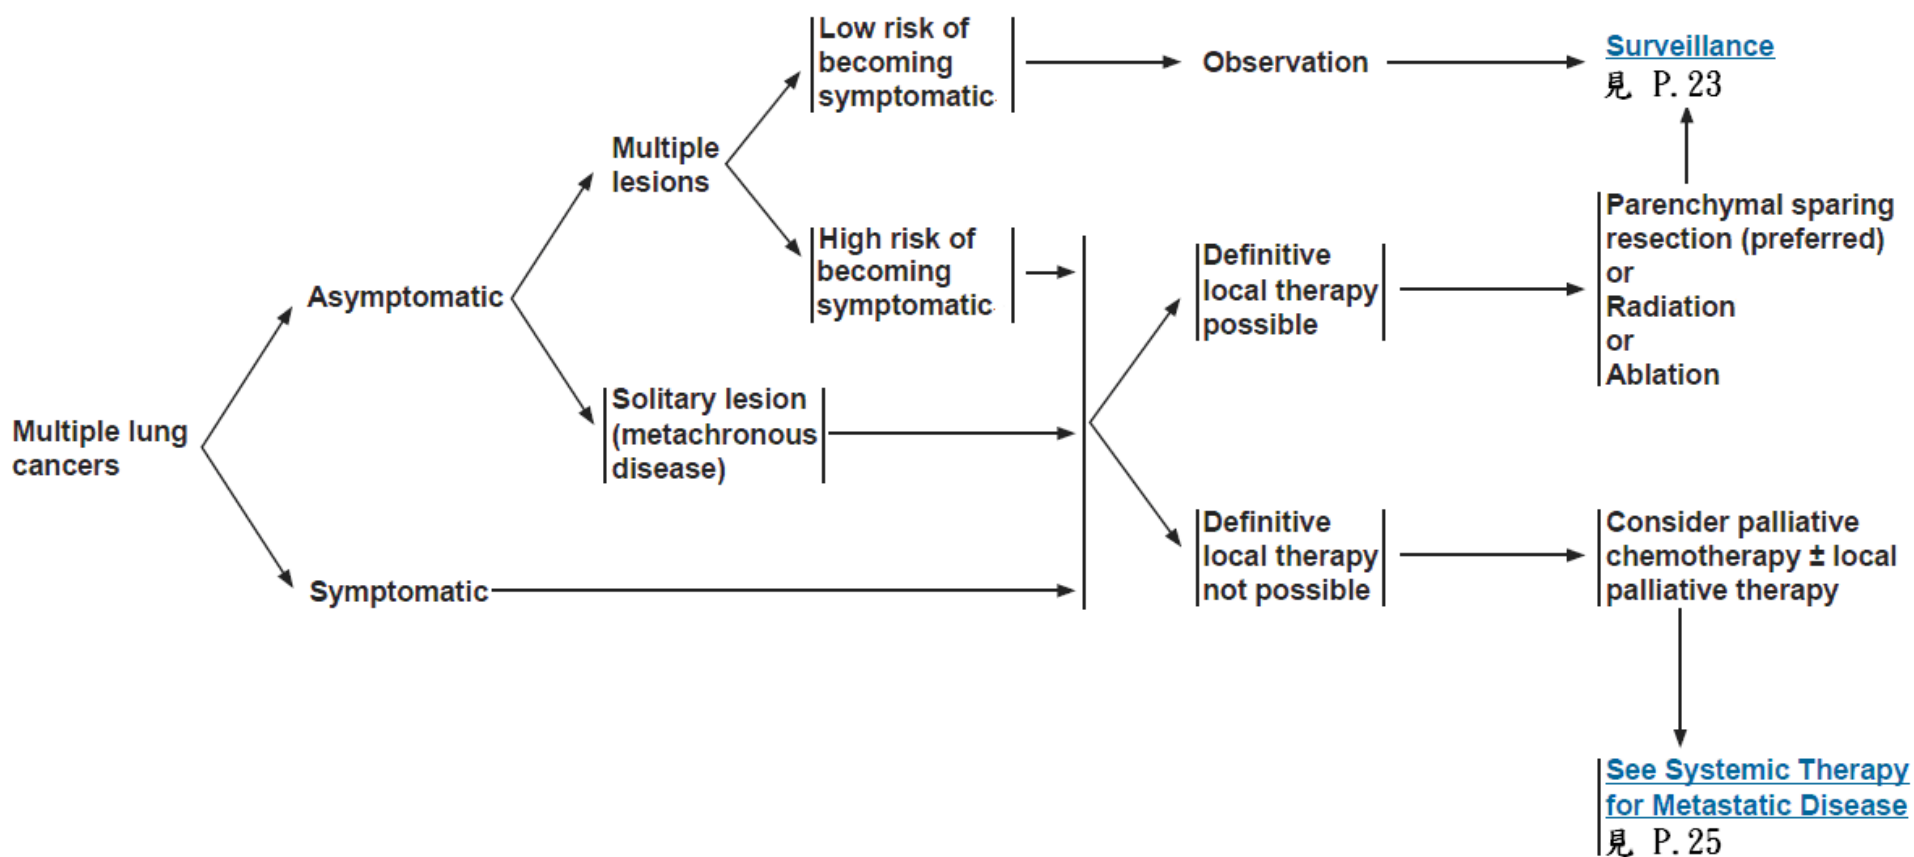 Multiple lung
cancers
Asymptomatic
Symptomatic
Multiple
lesions
Solitary lesion
(metachronous
disease)
Low risk of
becoming
symptomatic
High risk of
becoming
symptomatic
Observation
Definitive
local therapy
possible
Definitive
local therapy
not possible
Surveillance
見 P.23
Parenchymal sparing
resection (preferred)
or
Radiation
or
Ablation
Consider palliative
chemotherapy ± local
palliative therapy
See Systemic Therapy
for Metastatic Disease
見 P.25